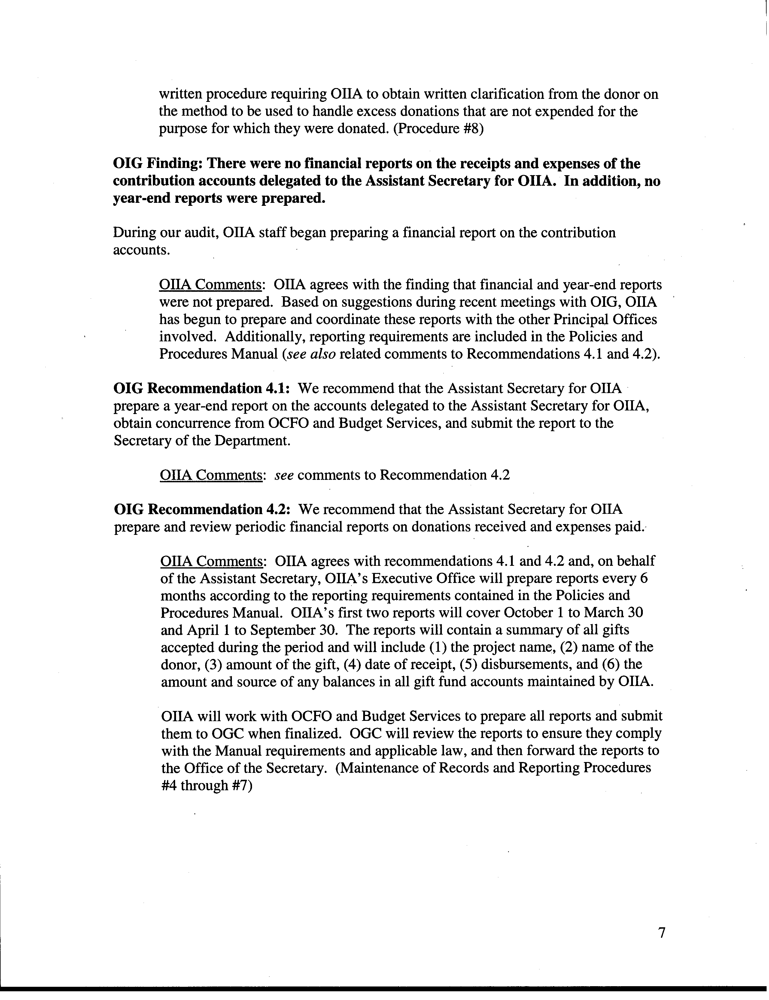 written procedure requiring OIIA to obtain written clarification from the donor on
the method to be used to handle excess donations that are not expended for the
purpose for which they were donated. (Procedure #8)
OIG Finding: There were no financial reports on the receipts and expenses of the
contribution accounts delegated to the Assistant Secretary for OIIA. In addition, no
year-end reports were prepared.
During our audit, OIIA staff began preparing a financial report on the contribution
accounts.
OIIA Comments: OIIA agrees with the finding that financial and year-end reports
were not prepared. Based on suggestions during recent meetings with OIG, OIIA
has begun to prepare and coordinate these reports with the other Principal Offices
involved. Additionally, reporting requirements are included in the Policies and
Procedures Manual (see also related comments to Recommendations 4.1 and 4.2).
OIG Recommendation 4.1: We recommend that the Assistant Secretary for OIIA
prepare a year-end report on the accounts delegated to the Assistant Secretary for OIIA,
obtain concurrence from OCFO and Budget Services, and submit the report to the
Secretary of the Department.
OIIA Comments: see comments to Recommendation 4.2
OIG Recommendation 4.2: We recommend that the Assistant Secretary for OIIA
prepare and review periodic financial reports on donations received and expenses paid.
OIIA Comments: OIIA agrees with recommendations 4.1 and 4.2 and, on behalf
of the Assistant Secretary, OIIA's Executive Office will prepare reports every 6
months according to the reporting requirements contained in the Policies and
Procedures Manual. OIIA's first two reports will cover October 1 to March 30
and April 1 to September 30. The reports will contain a summary of all gifts
accepted during the period and will include (1) the project name, (2) name of the
donor, (3) amount of the gift, (4) date of receipt, (5) disbursements, and (6) the
amount and source of any balances in all gift fund accounts maintained by OIIA.
OIIA will work with OCFO and Budget Services to prepare all reports and submit
them to OGC when finalized. OGC will review the reports to ensure they comply
with the Manual requirements and applicable law, and then forward the reports to
the Office of the Secretary. (Maintenance of Records and Reporting Procedures
#4 through #7)
7